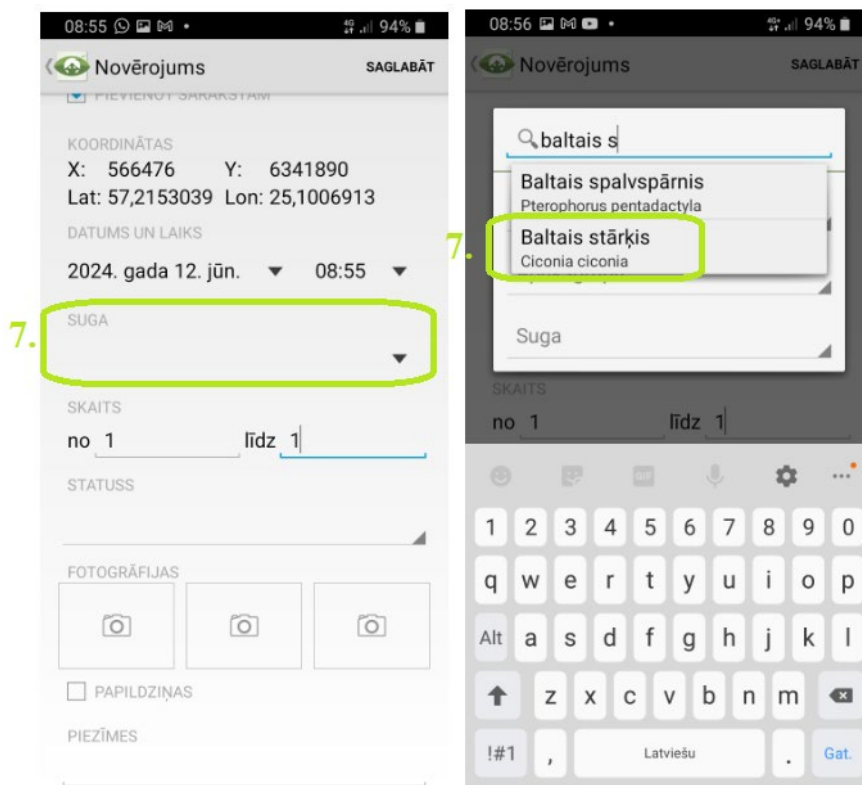 08:55 4G 94%
Novērojums SAGLABĀT
PIEVIENOT SARAKSTAM
KOORDINĀTAS
X: 566476 Y: 6341890
Lat: 57,2153039 Lon: 25,1006913
DATUMS UN LAIKS
2024. gada 12. jūn. 08:55
7.
SUGA
SKAITS
no 1 līdz 1
STATUSS
FOTOGRĀFIJAS
PAPILDZIŅAS
PIEZĪMES
08:56 4G+ 94%
Novērojums SAGLABĀT
baltais s
Baltais spalvspārnis
Pterophorus pentadactyla
7.
Baltais stārķis
Ciconia ciconia
Suga
SKAITS
no 1 līdz 1
GIF
1 2 3 4 5 6 7 8 9 0
q w e r t y u i o p
Alt a s d f g h j k l
z x c v b n m
!#1 , Latviešu . Gat.